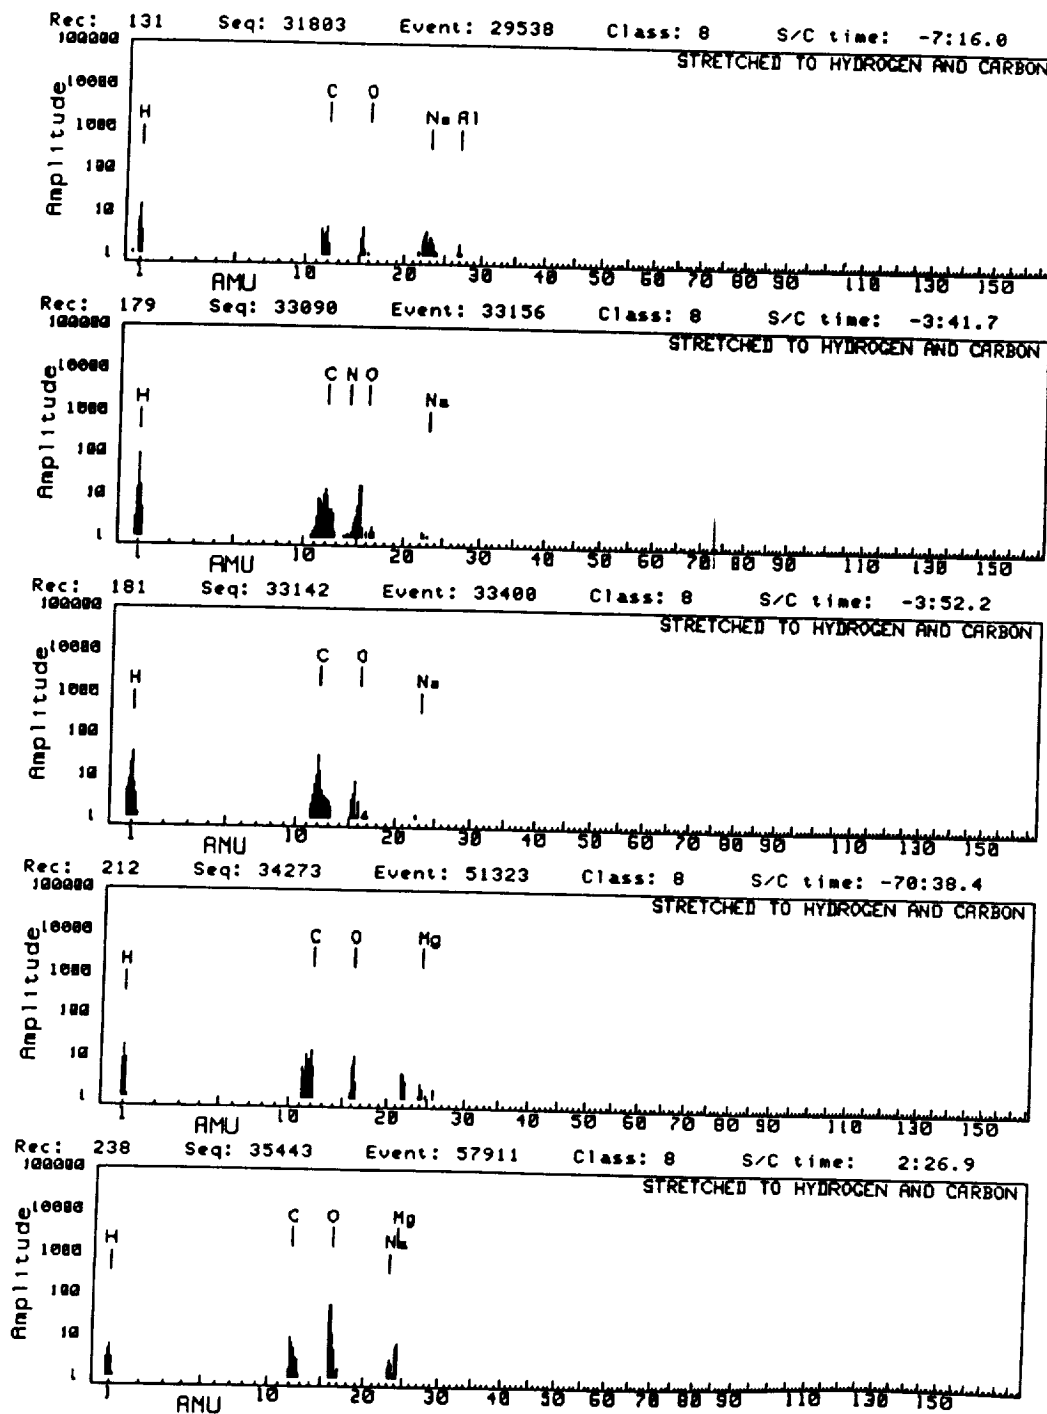 Rec: 131 Seq: 31803 Event: 29538 Class: 8 S/C time: -7:16.0
STRETCHED TO HYDROGEN AND CARBON
Amplitude
100000
10000
1000
100
10
1
H C O Na Al
1 10 20 30 40 50 60 70 80 90 110 130 150
AMU
Rec: 179 Seq: 33090 Event: 33156 Class: 8 S/C time: -3:41.7
STRETCHED TO HYDROGEN AND CARBON
Amplitude
100000
10000
1000
100
10
1
H C N O Na
1 10 20 30 40 50 60 70 80 90 110 130 150
AMU
Rec: 181 Seq: 33142 Event: 33400 Class: 8 S/C time: -3:52.2
STRETCHED TO HYDROGEN AND CARBON
Amplitude
100000
10000
1000
100
10
1
H C O Na
1 10 20 30 40 50 60 70 80 90 110 130 150
AMU
Rec: 212 Seq: 34273 Event: 51323 Class: 8 S/C time: -70:38.4
STRETCHED TO HYDROGEN AND CARBON
Amplitude
100000
10000
1000
100
10
1
H C O Mg
1 10 20 30 40 50 60 70 80 90 110 130 150
AMU
Rec: 238 Seq: 35443 Event: 57911 Class: 8 S/C time: 2:26.9
STRETCHED TO HYDROGEN AND CARBON
Amplitude
100000
10000
1000
100
10
1
H C O Mg
Na
1 10 20 30 40 50 60 70 80 90 110 130 150
AMU